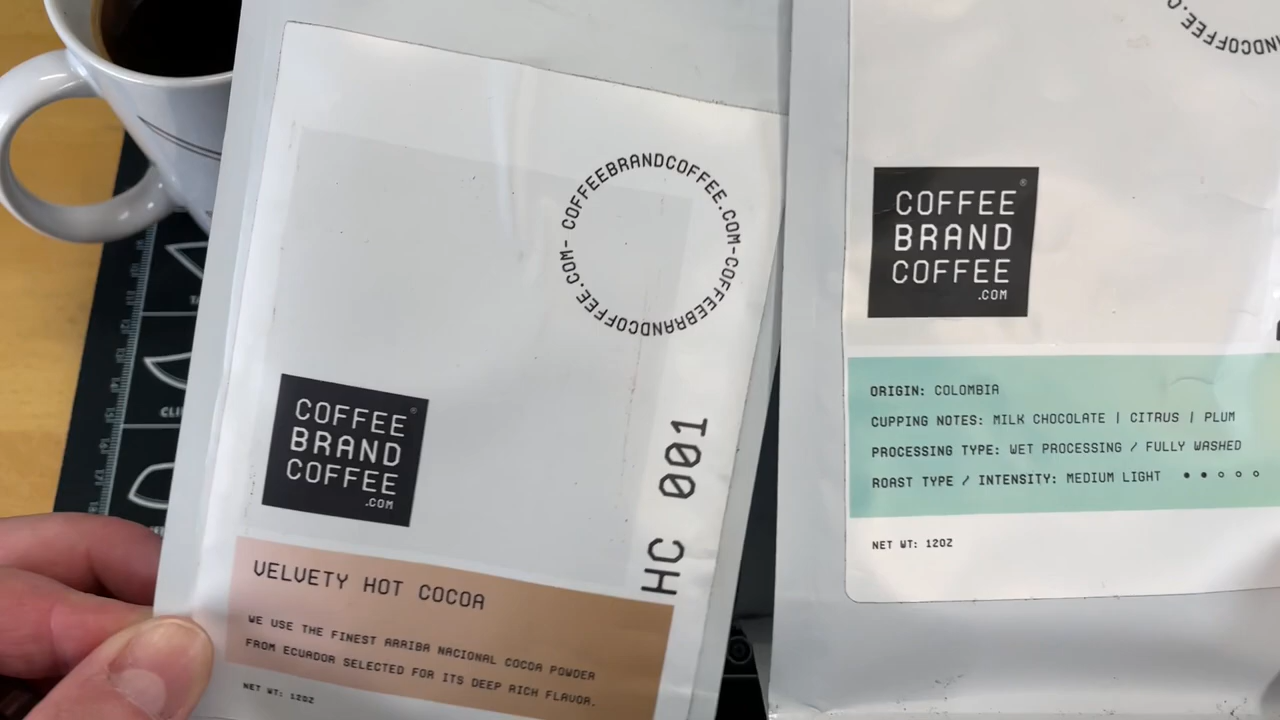 COFFEEBRANDCOFFEE.COM-COFFEEBRANDCOFFEE.COM-
COFFEE
BRAND
COFFEE
.COM
®
HC 001
VELVETY HOT COCOA
WE USE THE FINEST ARRIBA NACIONAL COCOA POWDER
FROM ECUADOR SELECTED FOR ITS DEEP RICH FLAVOR.
NET WT: 12OZ
COFFEE
BRAND
COFFEE
.COM
®
ORIGIN: COLOMBIA
CUPPING NOTES: MILK CHOCOLATE | CITRUS | PLUM
PROCESSING TYPE: WET PROCESSING / FULLY WASHED
ROAST TYPE / INTENSITY: MEDIUM LIGHT
NET WT: 12OZ